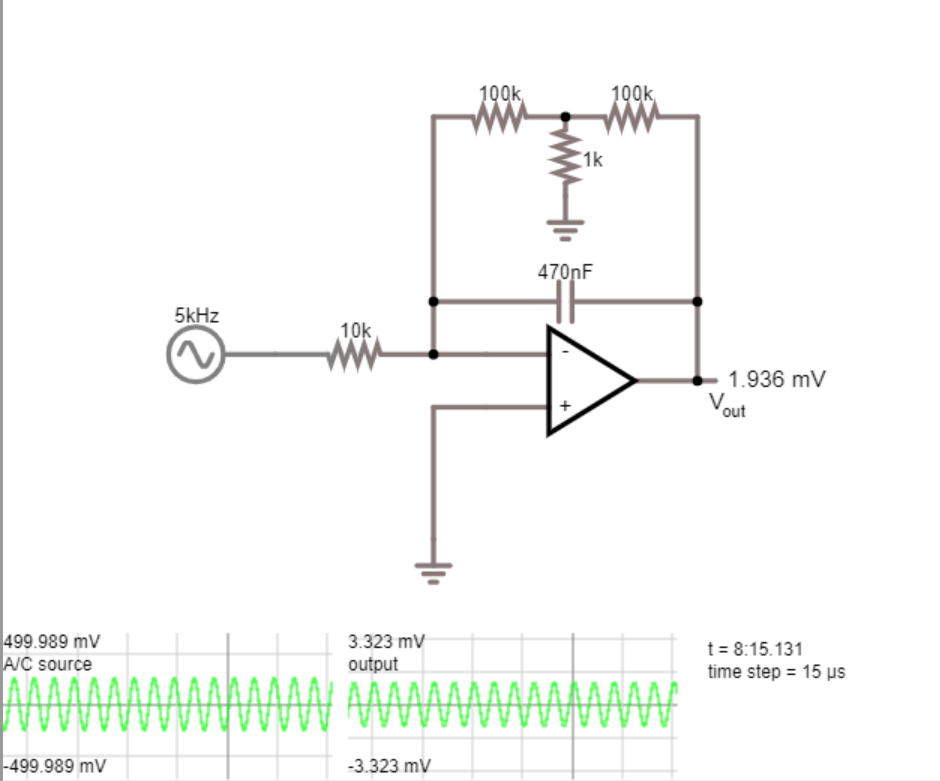 100k 100k
1k
470nF
5kHz
10k
-
+
1.936 mV
Vout
499.989 mV
A/C source
-499.989 mV
3.323 mV
output
-3.323 mV
t = 8:15.131
time step = 15 µs